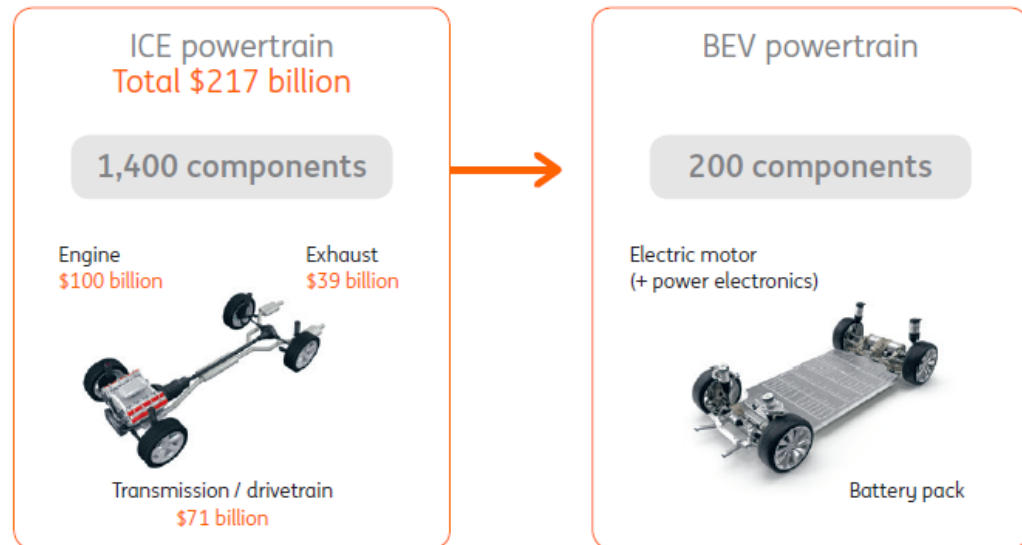 ICE powertrain
Total $217 billion
1,400 components
Engine
$100 billion
Exhaust
$39 billion
Transmission / drivetrain
$71 billion
BEV powertrain
200 components
Electric motor
(+ power electronics)
Battery pack